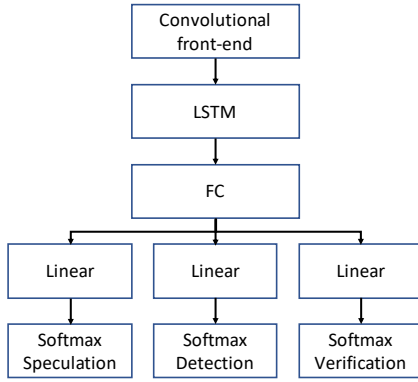 Convolutional
front-end
LSTM
FC
Linear
Linear
Linear
Softmax
Speculation
Softmax
Detection
Softmax
Verification